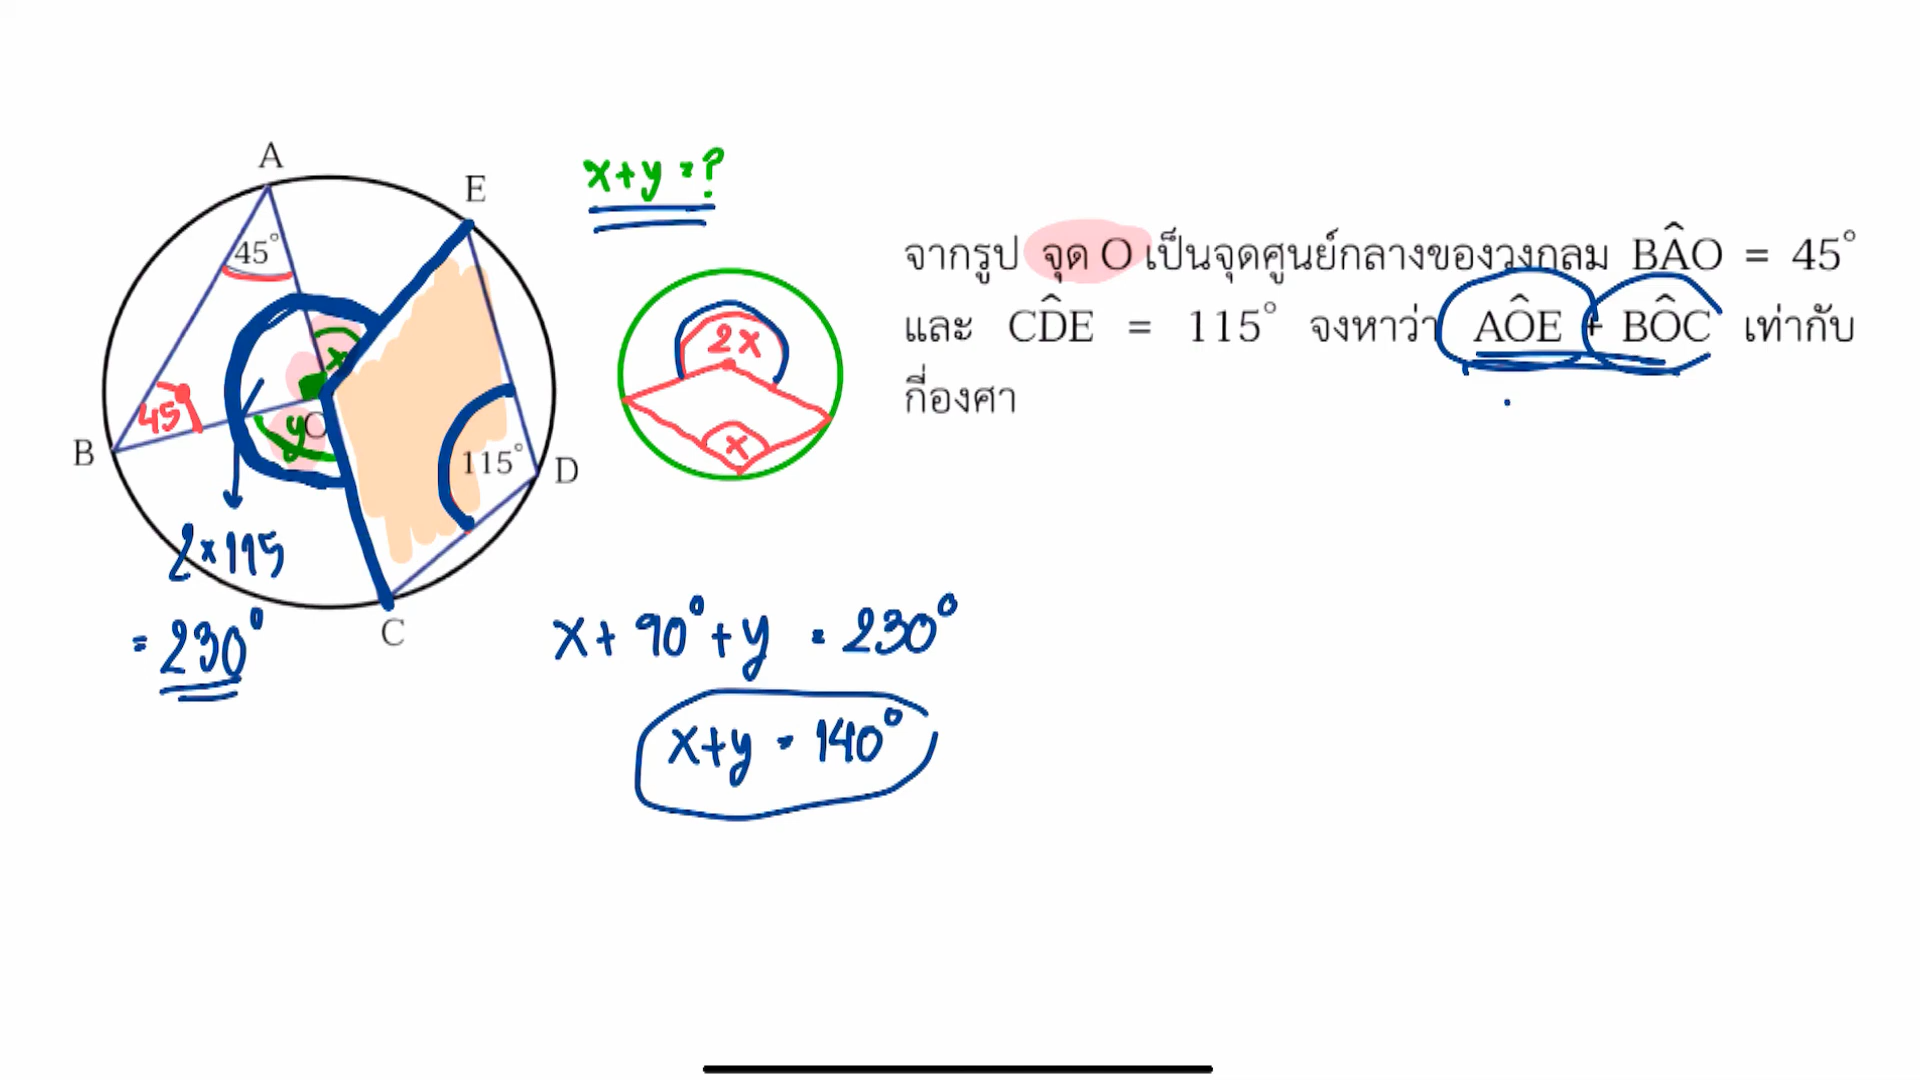 A
E
x+y = ?
45°
จากรูป จุด O เป็นจุดศูนย์กลางของวงกลม BÂO = 45°
และ CD̂E = 115° จงหาว่า AÔE + BÔC เท่ากับ
กี่องศา
2x
x
x
45°
y
O
B
115°
D
2×115
= 230°
C
x + 90° + y = 230°
x+y = 140°